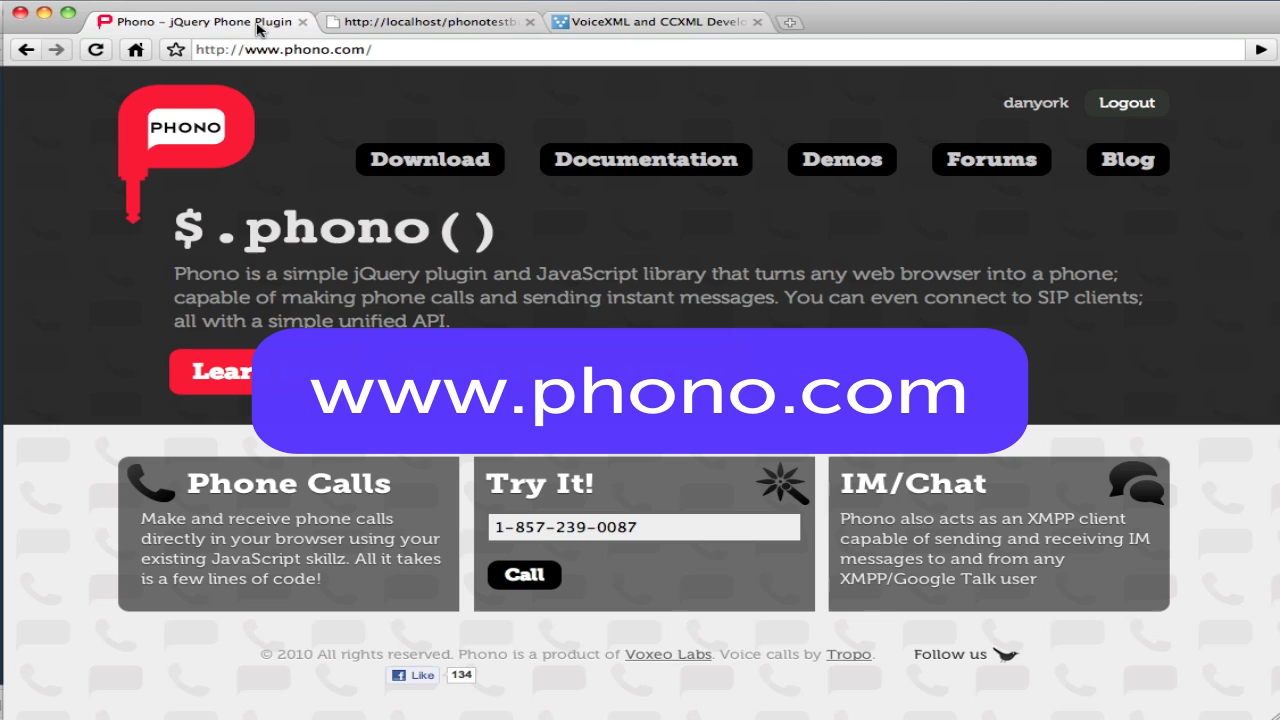 Phono – jQuery Phone Plugin
http://localhost/phonotestb
VoiceXML and CCXML Develo
http://www.phono.com/
PHONO
danyork
Logout
Download
Documentation
Demos
Forums
Blog
$.phono()
Phono is a simple jQuery plugin and JavaScript library that turns any web browser into a phone;
capable of making phone calls and sending instant messages. You can even connect to SIP clients;
all with a simple unified API.
Lear
www.phono.com
Phone Calls
Make and receive phone calls
directly in your browser using your
existing JavaScript skillz. All it takes
is a few lines of code!
Try It!
1-857-239-0087
Call
IM/Chat
Phono also acts as an XMPP client
capable of sending and receiving IM
messages to and from any
XMPP/Google Talk user
© 2010 All rights reserved. Phono is a product of Voxeo Labs. Voice calls by Tropo.
Follow us
Like
134